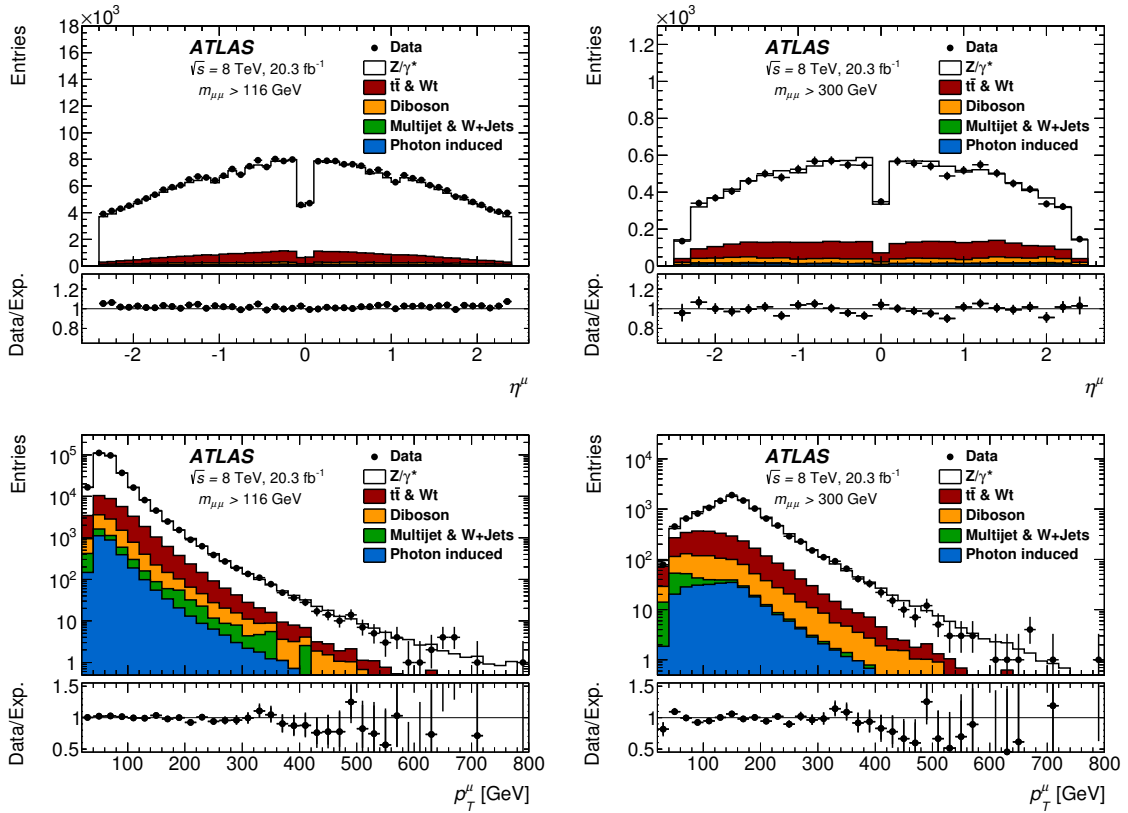 ×10³
Entries
18
16
14
12
10
8
6
4
2
0
ATLAS
√s = 8 TeV, 20.3 fb⁻¹
m_μμ > 116 GeV
Data
Z/γ*
tt̄ & Wt
Diboson
Multijet & W+Jets
Photon induced
Data/Exp.
1.2
1
0.8
-2 -1 0 1 2
η^μ
×10³
Entries
1.2
1
0.8
0.6
0.4
0.2
0
ATLAS
√s = 8 TeV, 20.3 fb⁻¹
m_μμ > 300 GeV
Data
Z/γ*
tt̄ & Wt
Diboson
Multijet & W+Jets
Photon induced
Data/Exp.
1.2
1
0.8
-2 -1 0 1 2
η^μ
Entries
10⁵
10⁴
10³
10²
10
1
ATLAS
√s = 8 TeV, 20.3 fb⁻¹
m_μμ > 116 GeV
Data
Z/γ*
tt̄ & Wt
Diboson
Multijet & W+Jets
Photon induced
Data/Exp.
1.5
1
0.5
100 200 300 400 500 600 700 800
p_T^μ [GeV]
Entries
10⁴
10³
10²
10
1
ATLAS
√s = 8 TeV, 20.3 fb⁻¹
m_μμ > 300 GeV
Data
Z/γ*
tt̄ & Wt
Diboson
Multijet & W+Jets
Photon induced
Data/Exp.
1.5
1
0.5
100 200 300 400 500 600 700 800
p_T^μ [GeV]